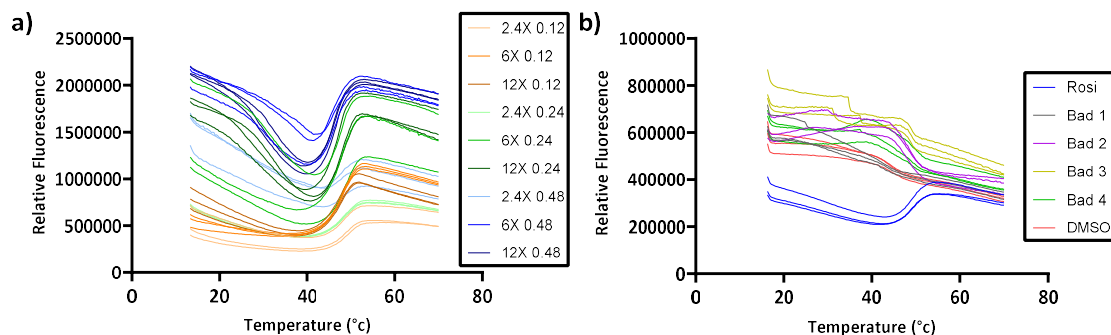 a)
2500000
2000000
1500000
1000000
500000
0
0 20 40 60 80
Relative Fluorescence
Temperature (°c)
2.4X 0.12
6X 0.12
12X 0.12
2.4X 0.24
6X 0.24
12X 0.24
2.4X 0.48
6X 0.48
12X 0.48
b)
1000000
800000
600000
400000
200000
0
20 40 60 80
Relative Fluorescence
Temperature (°c)
Rosi
Bad 1
Bad 2
Bad 3
Bad 4
DMSO